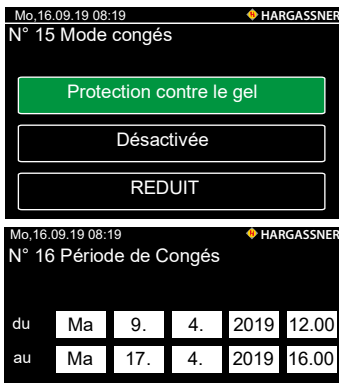 Mo,16.09.19 08:19 HARGASSNER
N° 15 Mode congés
Protection contre le gel
Désactivée
REDUIT
Mo,16.09.19 08:19 HARGASSNER
N° 16 Période de Congés
du Ma 9. 4. 2019 12.00
au Ma 17. 4. 2019 16.00